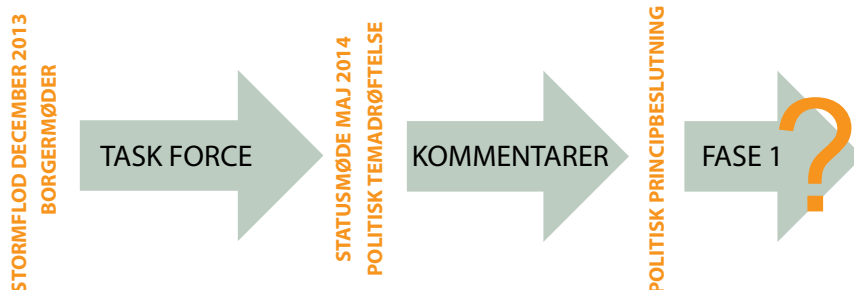 STORMFLOD DECEMBER 2013
BORGERMØDER
TASK FORCE
STATUSMØDE MAJ 2014
POLITISK TEMADRØFTELSE
KOMMENTARER
POLITISK PRINCIPBESLUTNING
FASE 1
?